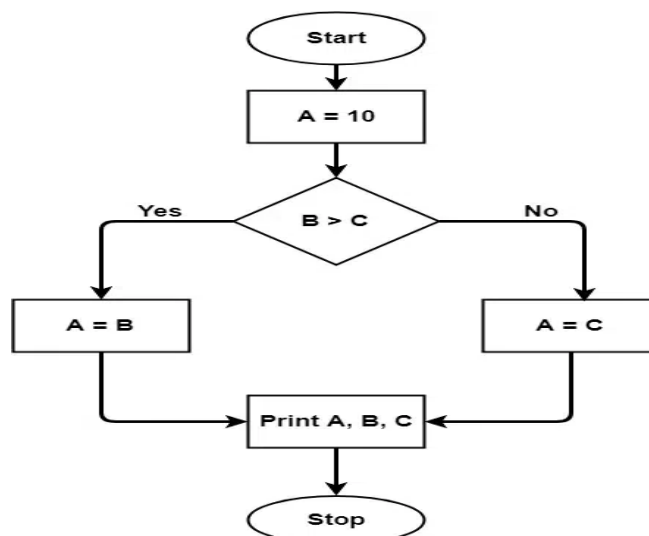 Start
A = 10
Yes
B > C
No
A = B
A = C
Print A, B, C
Stop